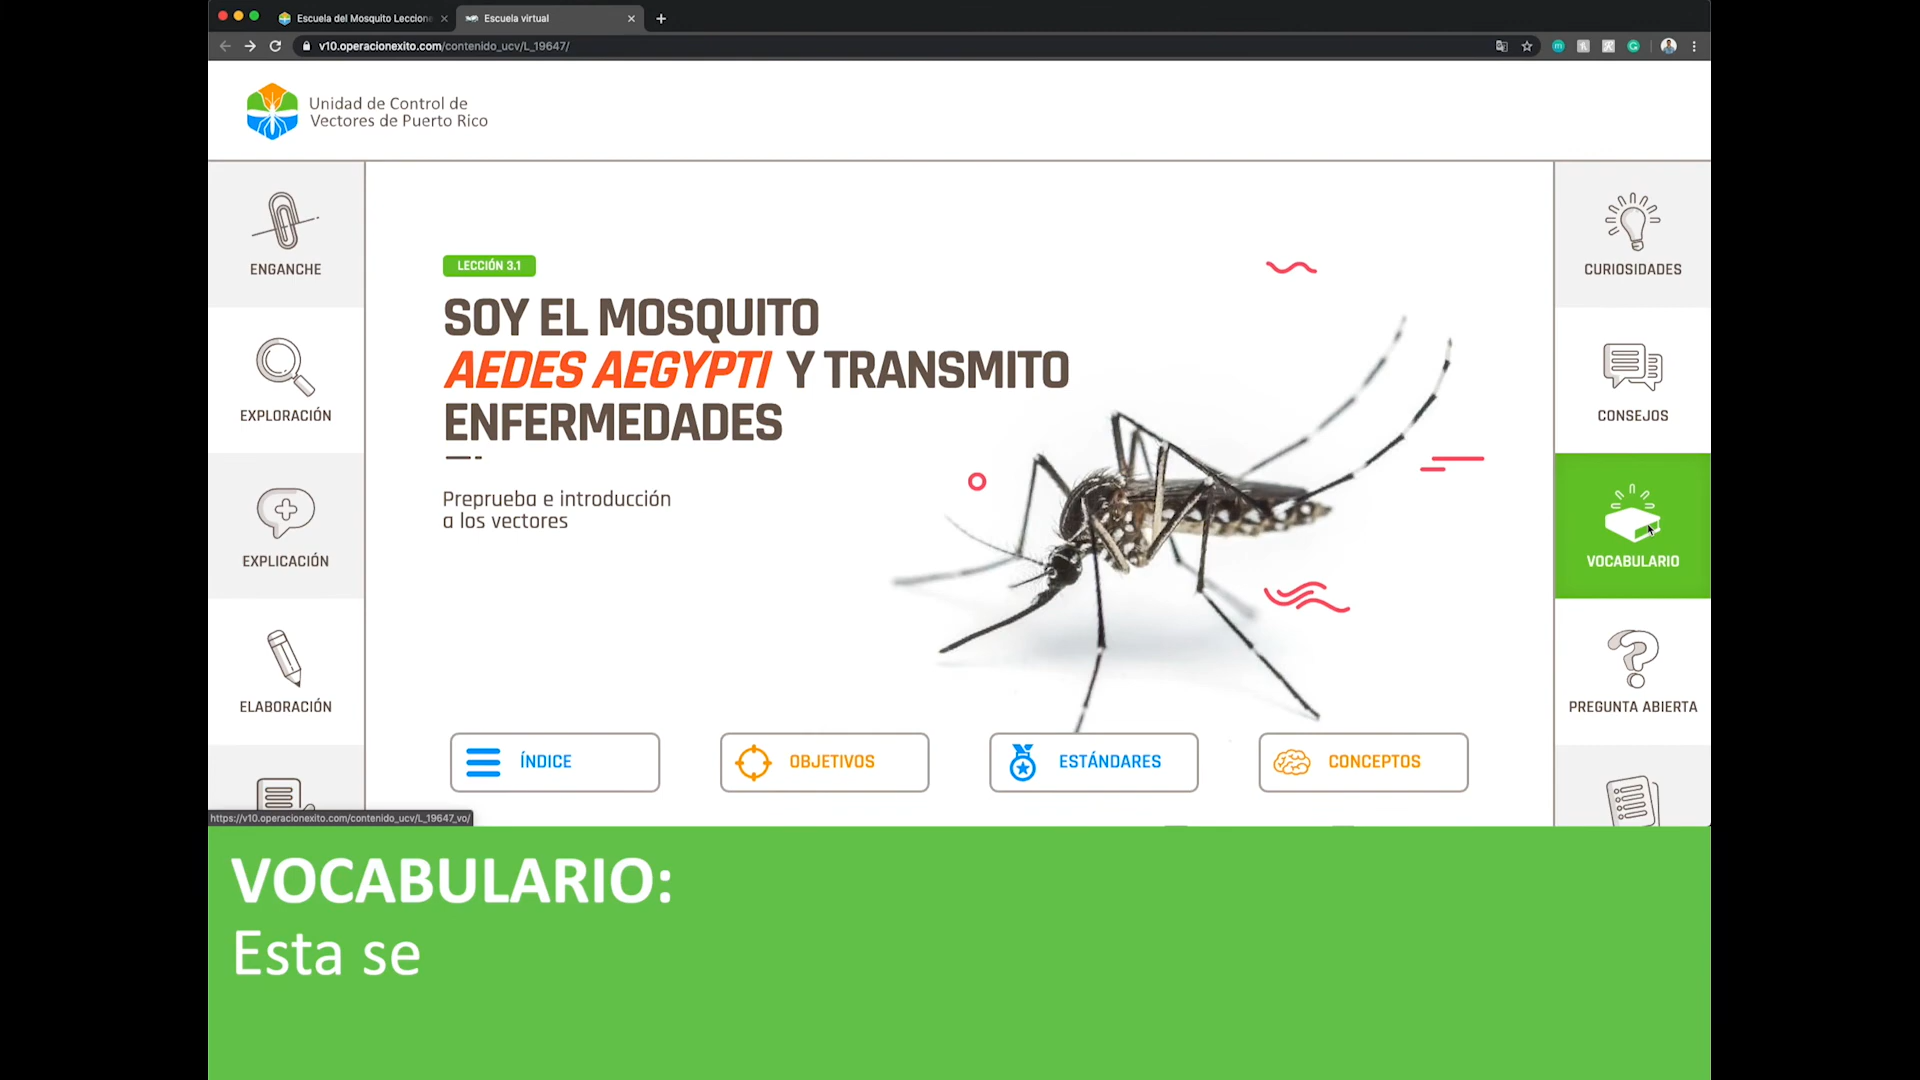 Escuela del Mosquito Leccione
Escuela virtual
v10.operacionexito.com/contenido_ucv/L_19647/
Unidad de Control de
Vectores de Puerto Rico
ENGANCHE
EXPLORACIÓN
EXPLICACIÓN
ELABORACIÓN
LECCIÓN 3.1
SOY EL MOSQUITO
AEDES AEGYPTI Y TRANSMITO
ENFERMEDADES
Preprueba e introducción
a los vectores
ÍNDICE
OBJETIVOS
ESTÁNDARES
CONCEPTOS
CURIOSIDADES
CONSEJOS
VOCABULARIO
PREGUNTA ABIERTA
https://v10.operacionexito.com/contenido_ucv/L_19647_vo/
VOCABULARIO:
Esta se